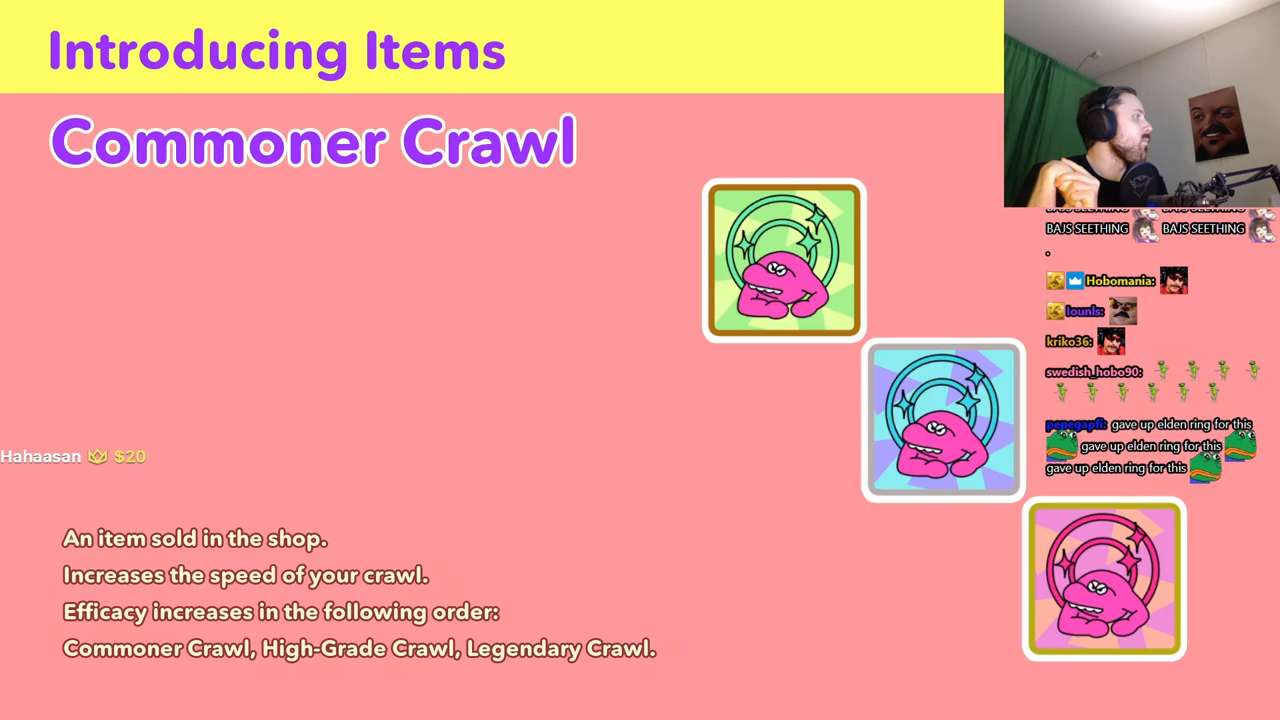 Introducing Items
Commoner Crawl
BAJS SEETHING BAJS SEETHING
Hobomania:
lounls:
kriko36:
swedish_hobo90:
pepegapfi: gave up elden ring for this
gave up elden ring for this
gave up elden ring for this
Hahaasan $20
An item sold in the shop.
Increases the speed of your crawl.
Efficacy increases in the following order:
Commoner Crawl, High-Grade Crawl, Legendary Crawl.